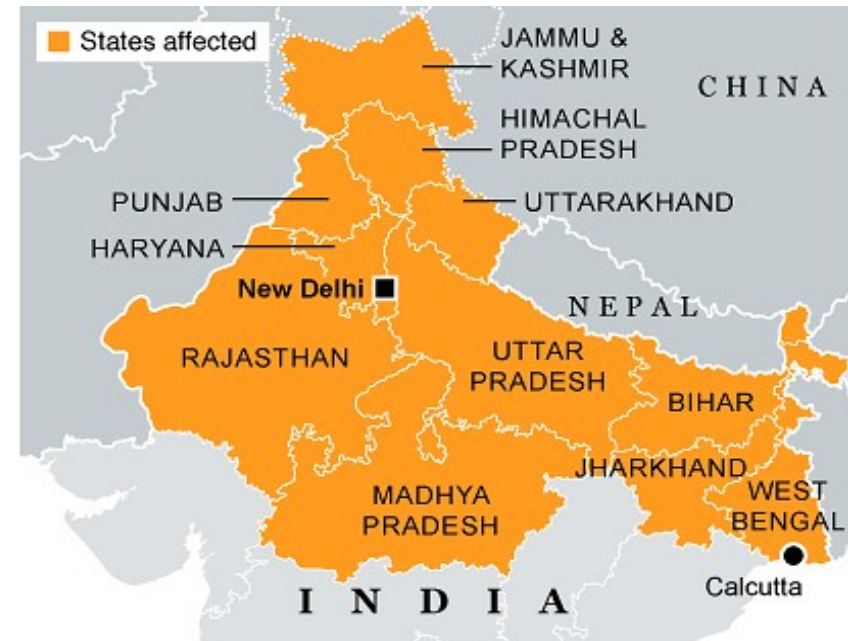 States affected
JAMMU &
KASHMIR
CHINA
HIMACHAL
PRADESH
PUNJAB
UTTARAKHAND
HARYANA
New Delhi
NEPAL
RAJASTHAN
UTTAR
PRADESH
BIHAR
JHARKHAND
MADHYA
PRADESH
WEST
BENGAL
Calcutta
INDIA